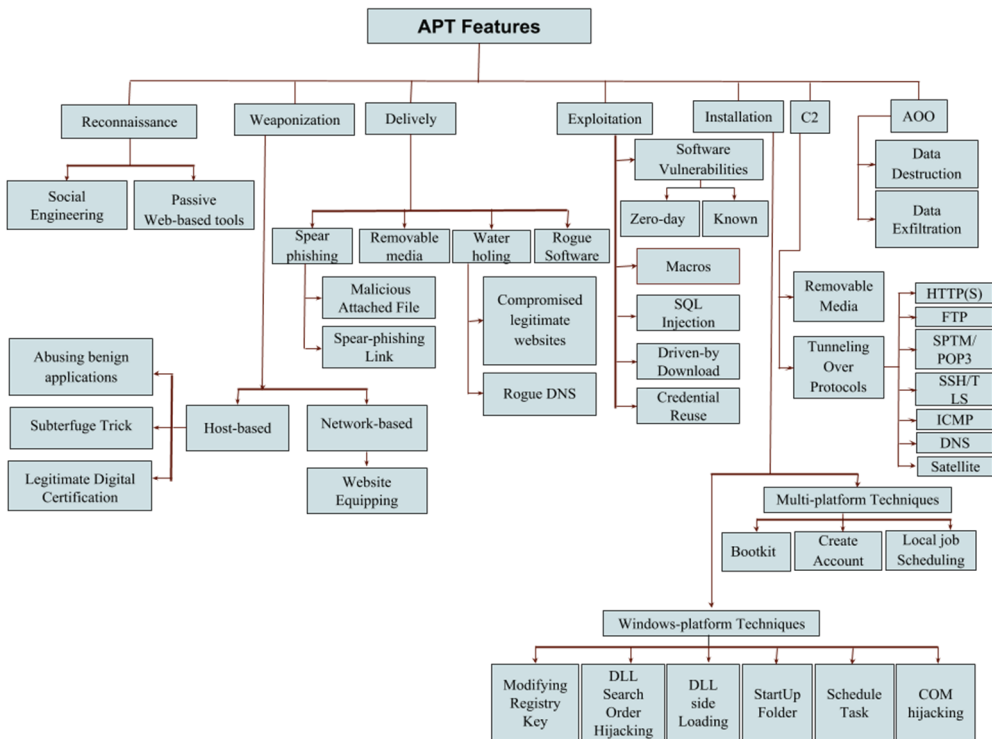 APT Features
Reconnaissance
Weaponization
Delively
Exploitation
Installation
C2
AOO
Social
Engineering
Passive
Web-based tools
Software
Vulnerabilities
Zero-day
Known
Data
Destruction
Data
Exfiltration
Spear
phishing
Removable
media
Water
holing
Rogue
Software
Macros
SQL
Injection
Driven-by
Download
Credential
Reuse
Malicious
Attached File
Spear-phishing
Link
Compromised
legitimate
websites
Rogue DNS
Removable
Media
Tunneling
Over
Protocols
HTTP(S)
FTP
SPTM/
POP3
SSH/T
LS
ICMP
DNS
Satellite
Abusing benign
applications
Subterfuge Trick
Legitimate Digital
Certification
Host-based
Network-based
Website
Equipping
Multi-platform Techniques
Bootkit
Create
Account
Local job
Scheduling
Windows-platform Techniques
Modifying
Registry
Key
DLL
Search
Order
Hijacking
DLL
side
Loading
StartUp
Folder
Schedule
Task
COM
hijacking